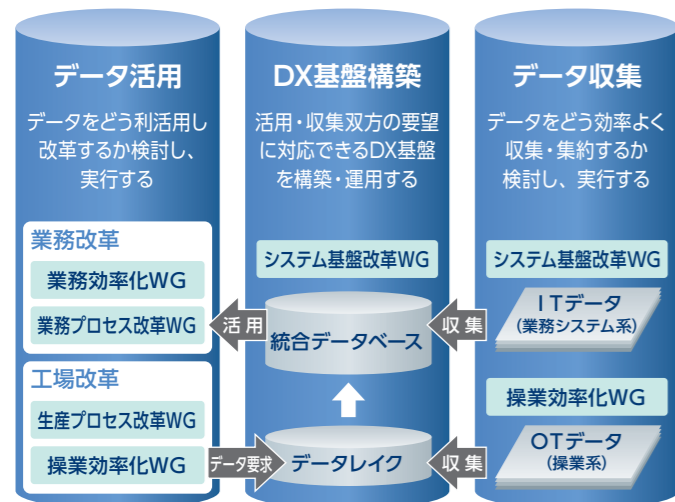 データ活用
データをどう利活用し
改革するか検討し、
実行する
業務改革
業務効率化WG
業務プロセス改革WG
工場改革
生産プロセス改革WG
操業効率化WG
活用
データ要求
DX基盤構築
活用・収集双方の要望
に対応できるDX基盤
を構築・運用する
システム基盤改革WG
統合データベース
データレイク
収集
収集
データ収集
データをどう効率よく
収集・集約するか
検討し、実行する
システム基盤改革WG
ITデータ
(業務システム系)
操業効率化WG
OTデータ
(操業系)